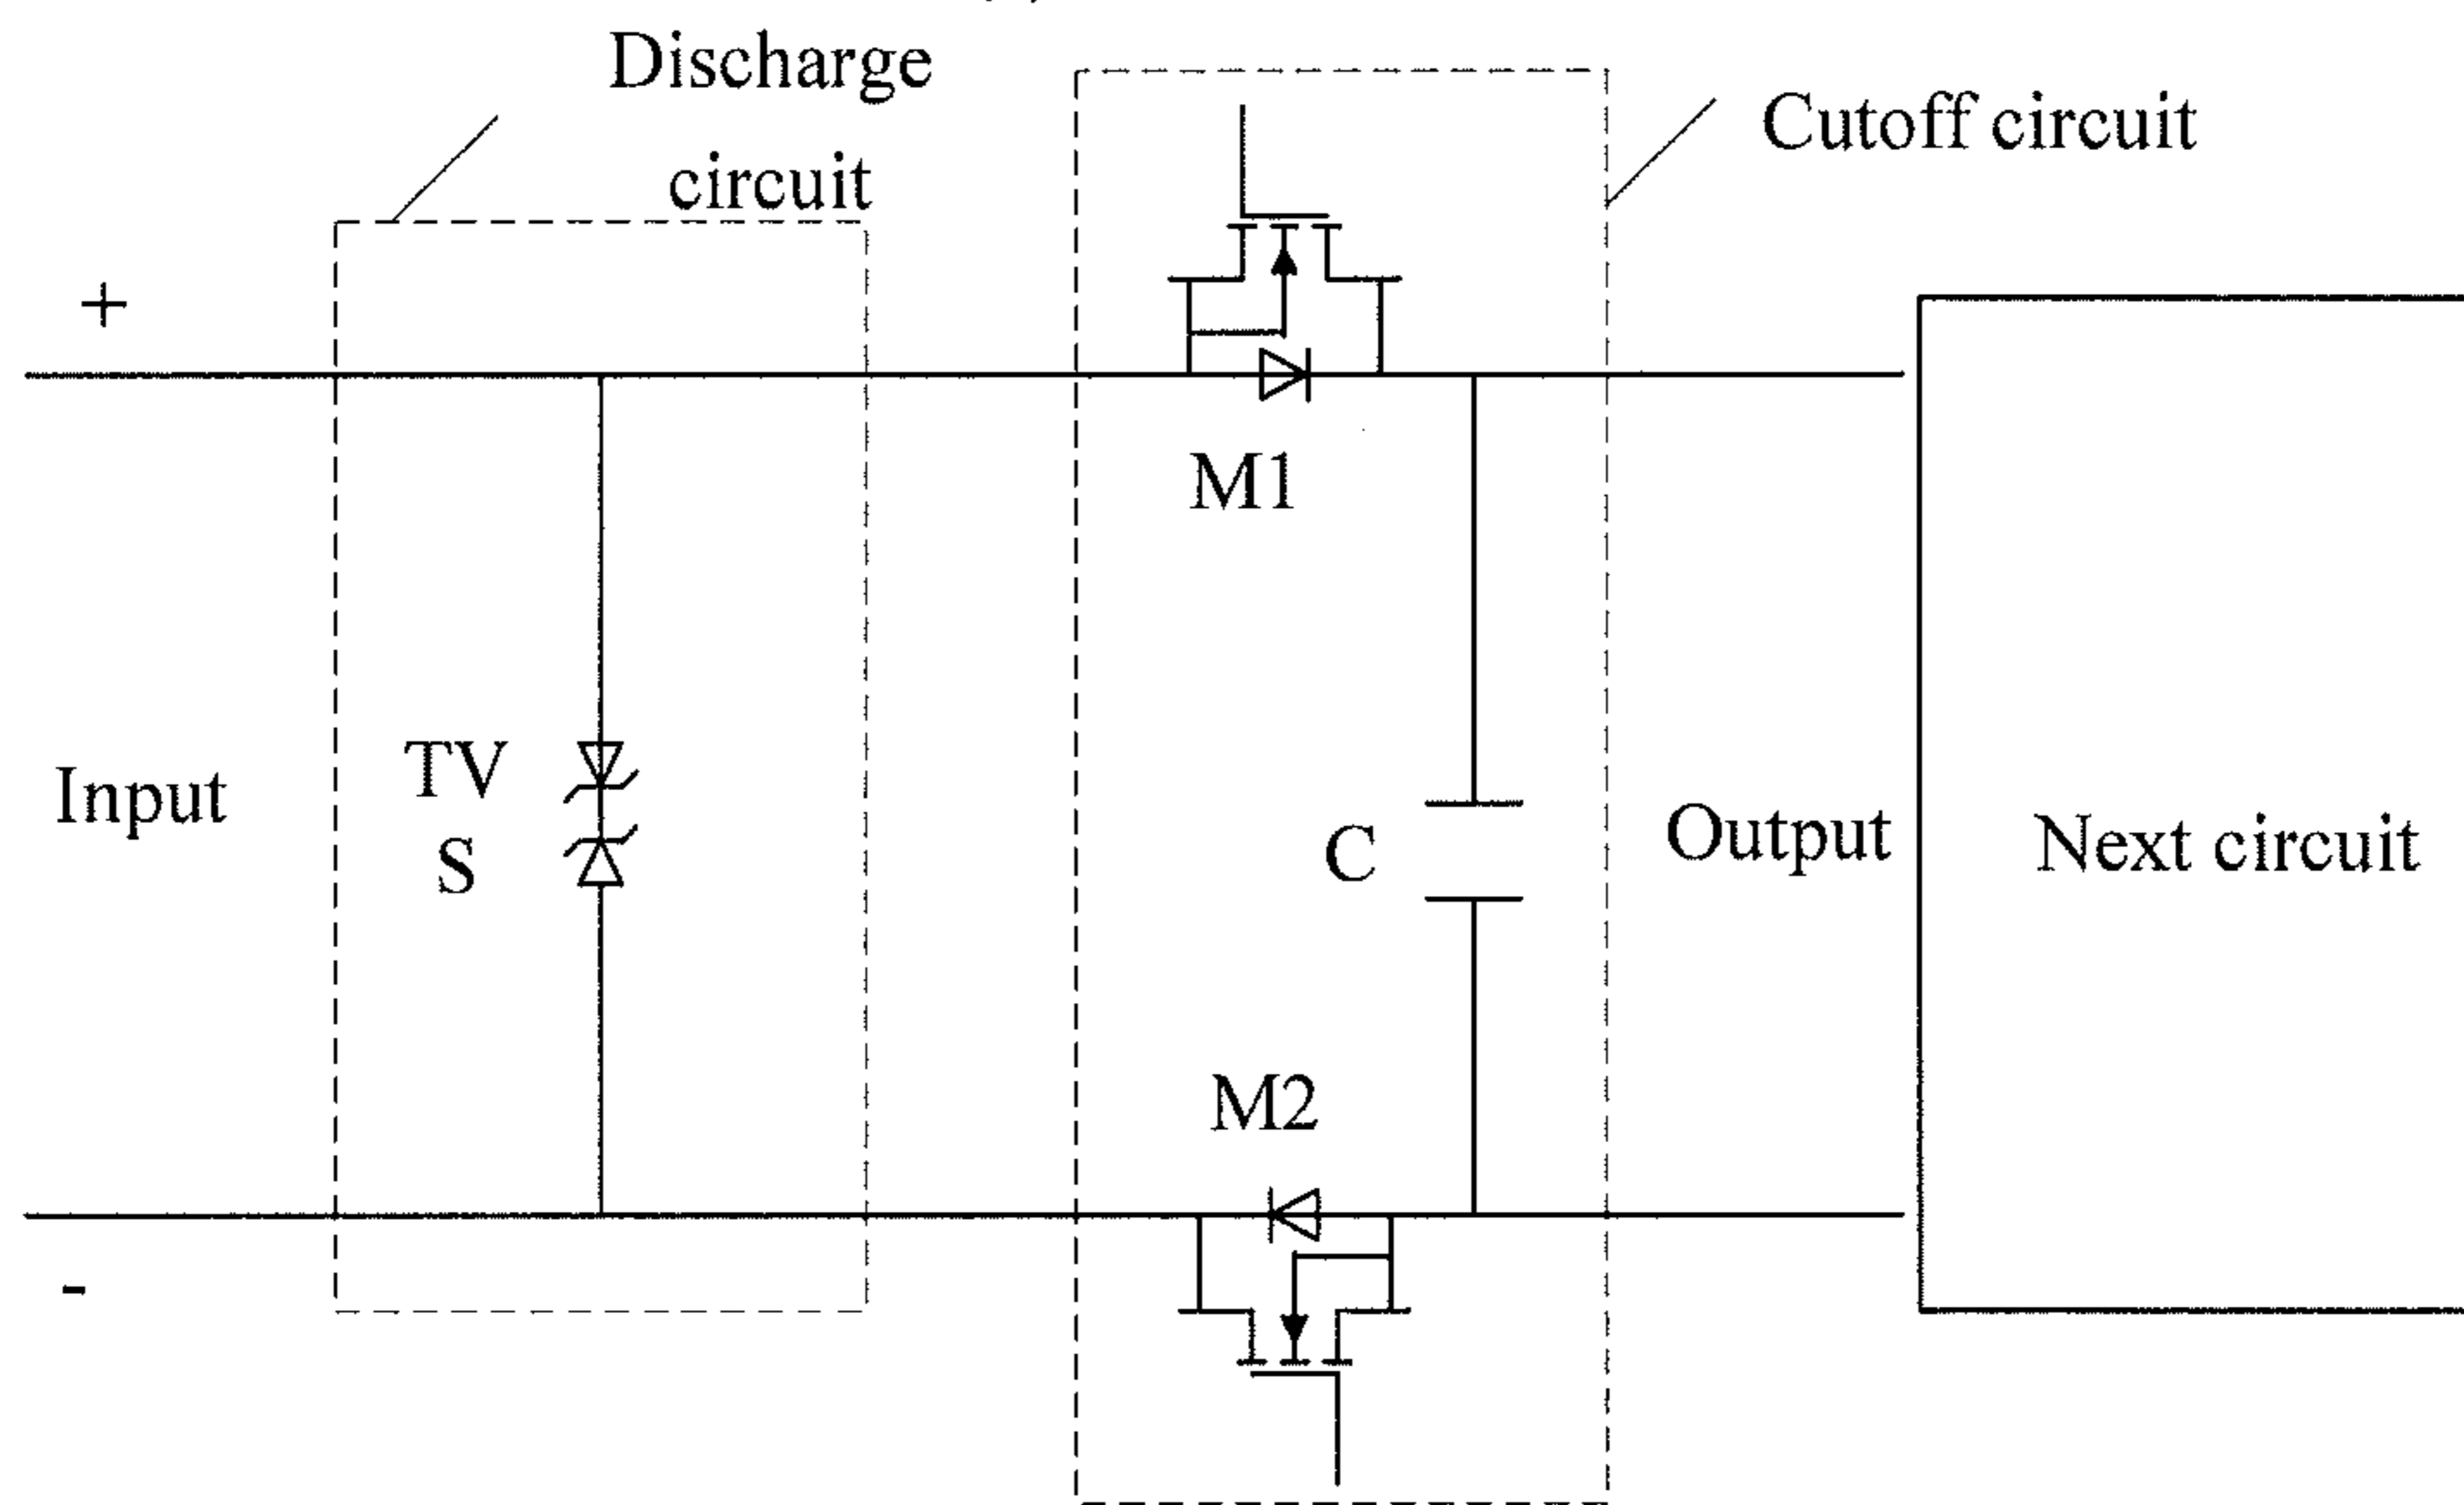 Discharge
circuit
Cutoff circuit
+
M1
Input
TV
S
C
Output
Next circuit
M2
-